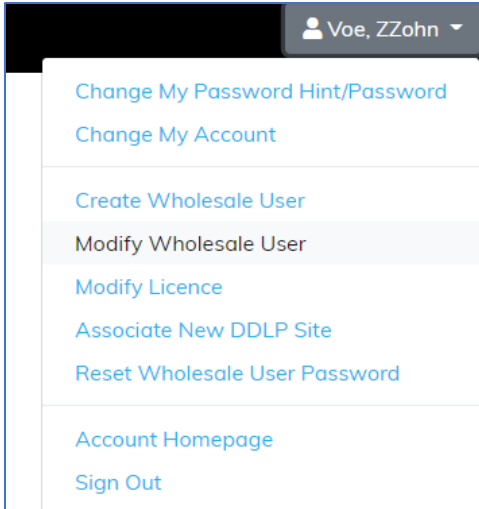 Voe, ZZohn
Change My Password Hint/Password
Change My Account
Create Wholesale User
Modify Wholesale User
Modify Licence
Associate New DDLP Site
Reset Wholesale User Password
Account Homepage
Sign Out